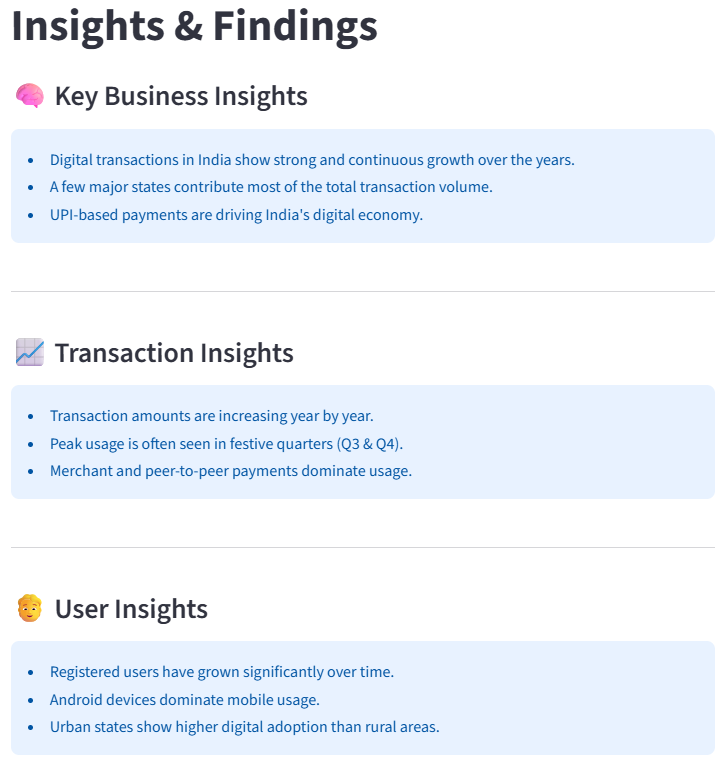 Insights & Findings
Key Business Insights
Digital transactions in India show strong and continuous growth over the years.
A few major states contribute most of the total transaction volume.
UPI-based payments are driving India's digital economy.
Transaction Insights
Transaction amounts are increasing year by year.
Peak usage is often seen in festive quarters (Q3 & Q4).
Merchant and peer-to-peer payments dominate usage.
User Insights
Registered users have grown significantly over time.
Android devices dominate mobile usage.
Urban states show higher digital adoption than rural areas.